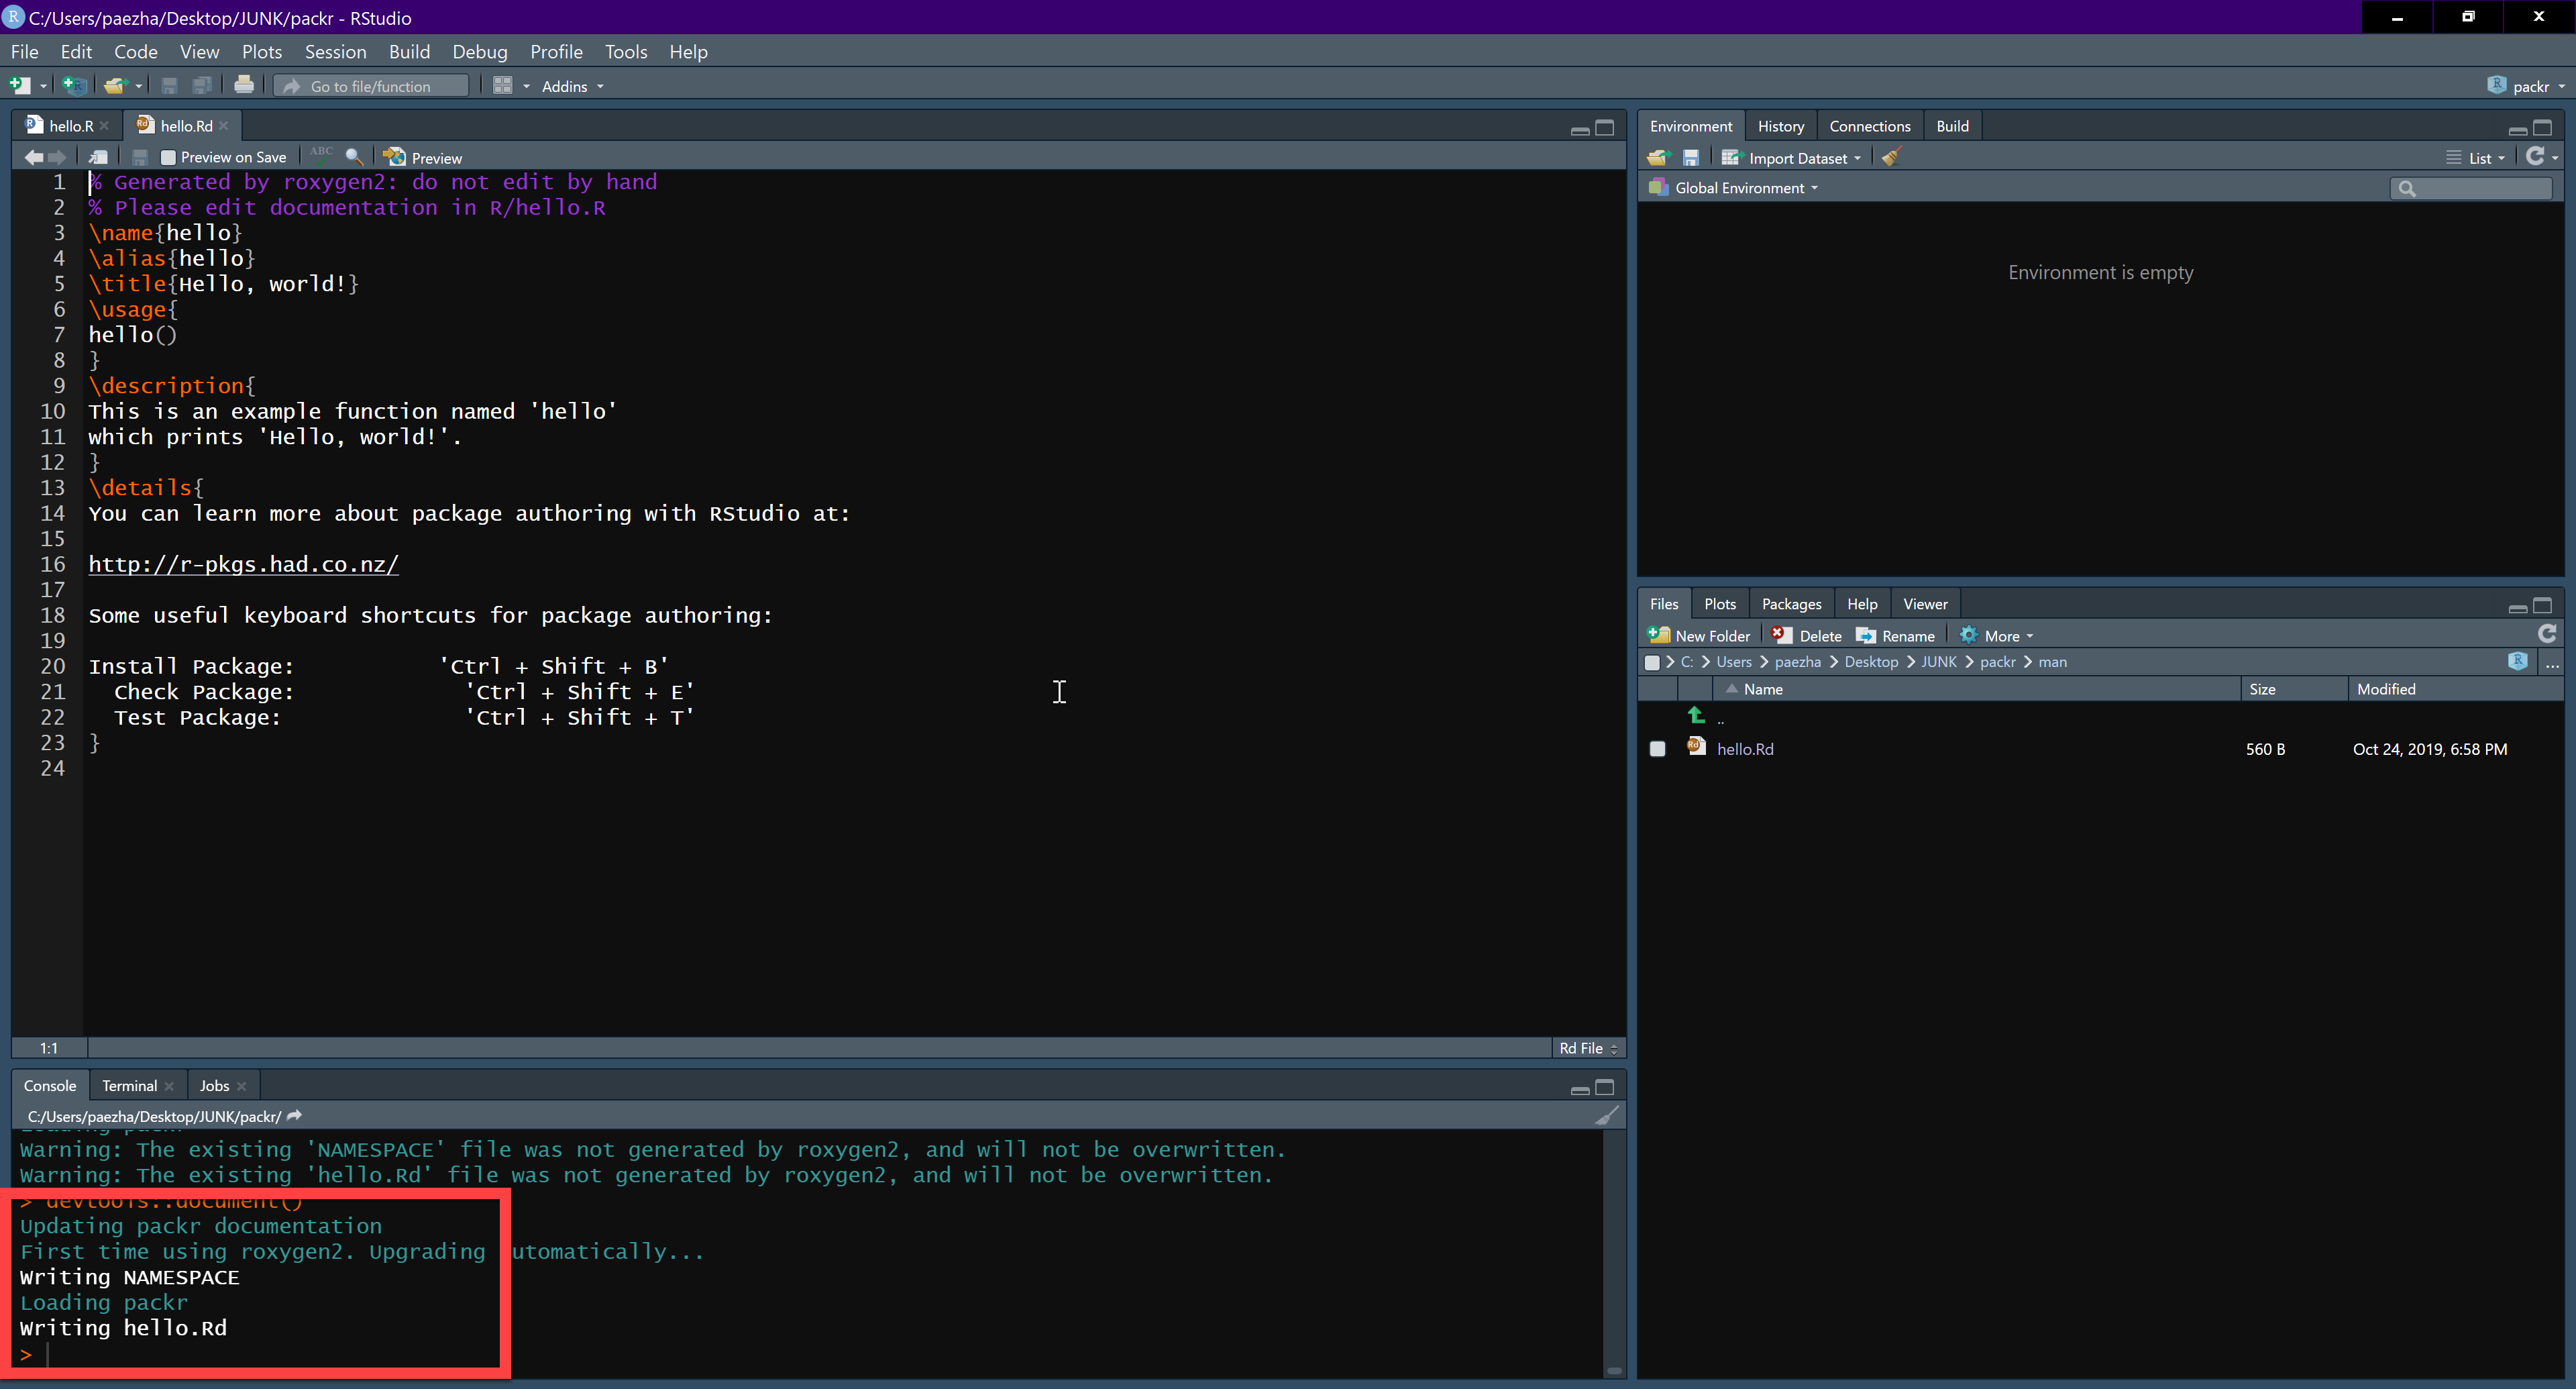 C:/Users/paezha/Desktop/JUNK/packr - RStudio
File Edit Code View Plots Session Build Debug Profile Tools Help
Go to file/function Addins packr
hello.R hello.Rd
Preview on Save ABC Preview
1 % Generated by roxygen2: do not edit by hand
2 % Please edit documentation in R/hello.R
3 \name{hello}
4 \alias{hello}
5 \title{Hello, world!}
6 \usage{
7 hello()
8 }
9 \description{
10 This is an example function named 'hello'
11 which prints 'Hello, world!'.
12 }
13 \details{
14 You can learn more about package authoring with RStudio at:
15
16 http://r-pkgs.had.co.nz/
17
18 Some useful keyboard shortcuts for package authoring:
19
20 Install Package: 'Ctrl + Shift + B'
21 Check Package: 'Ctrl + Shift + E'
22 Test Package: 'Ctrl + Shift + T'
23 }
24
1:1 Rd File
Console Terminal Jobs
C:/Users/paezha/Desktop/JUNK/packr/
Loading packr
Warning: The existing 'NAMESPACE' file was not generated by roxygen2, and will not be overwritten.
Warning: The existing 'hello.Rd' file was not generated by roxygen2, and will not be overwritten.
> devtools::document()
Updating packr documentation
First time using roxygen2. Upgrading utomatically...
Writing NAMESPACE
Loading packr
Writing hello.Rd
>
Environment History Connections Build
Import Dataset List
Global Environment
Environment is empty
Files Plots Packages Help Viewer
New Folder Delete Rename More
C: Users paezha Desktop JUNK packr man ...
Name Size Modified
..
hello.Rd 560 B Oct 24, 2019, 6:58 PM